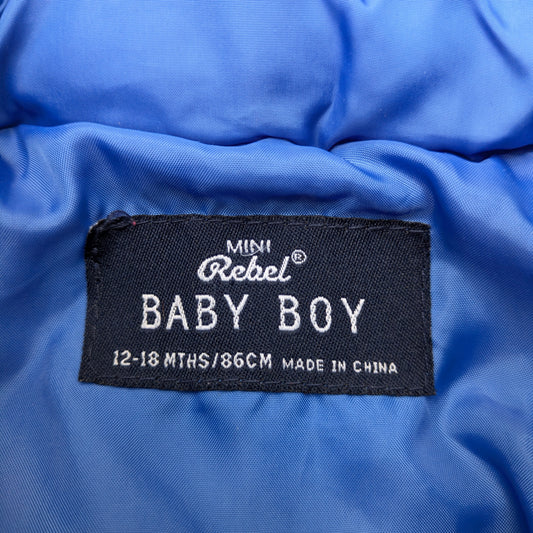 MINI
Rebel®
BABY BOY
12-18 MTHS/86CM MADE IN CHINA